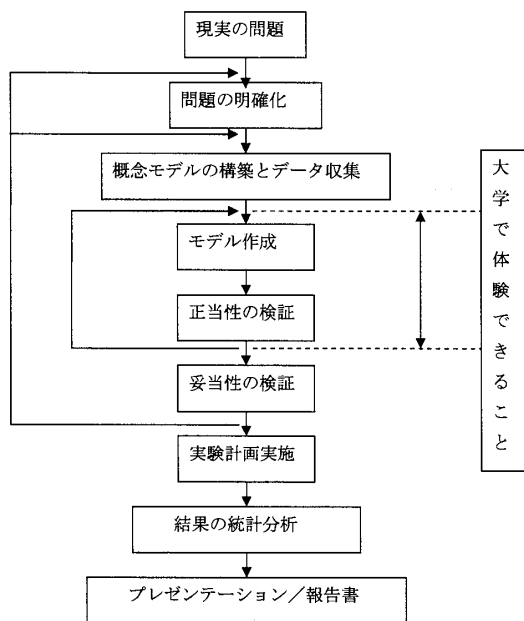 現実の問題
問題の明確化
概念モデルの構築とデータ収集
モデル作成
正当性の検証
妥当性の検証
実験計画実施
結果の統計分析
プレゼンテーション／報告書
大学で体験できること